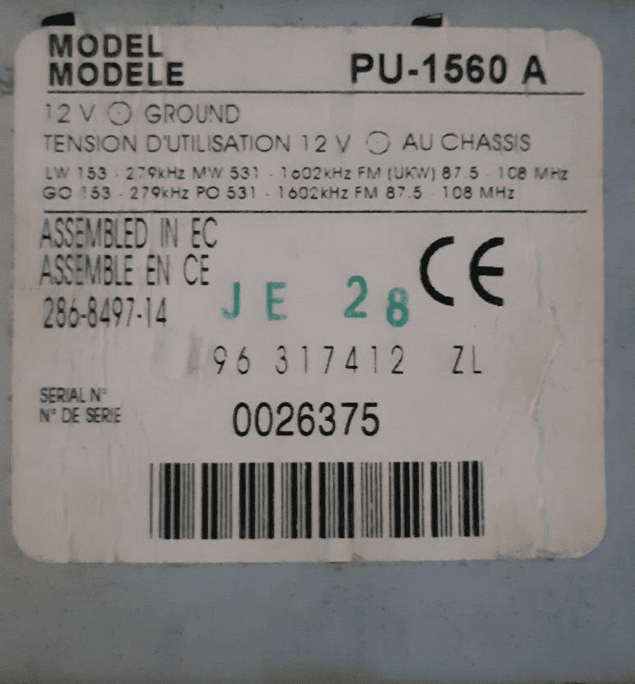 MODEL
MODELE PU-1560 A
12 V ⊖ GROUND
TENSION D'UTILISATION 12 V ⊖ AU CHASSIS
LW 153 - 279kHz MW 531 - 1602kHz FM (UKW) 87.5 - 108 MHz
GO 153 - 279kHz PO 531 - 1602kHz FM 87.5 - 108 MHz
ASSEMBLED IN EC
ASSEMBLE EN CE
CE
286-8497-14
JE 28
96 317412 ZL
SERIAL N°
N° DE SERIE
0026375